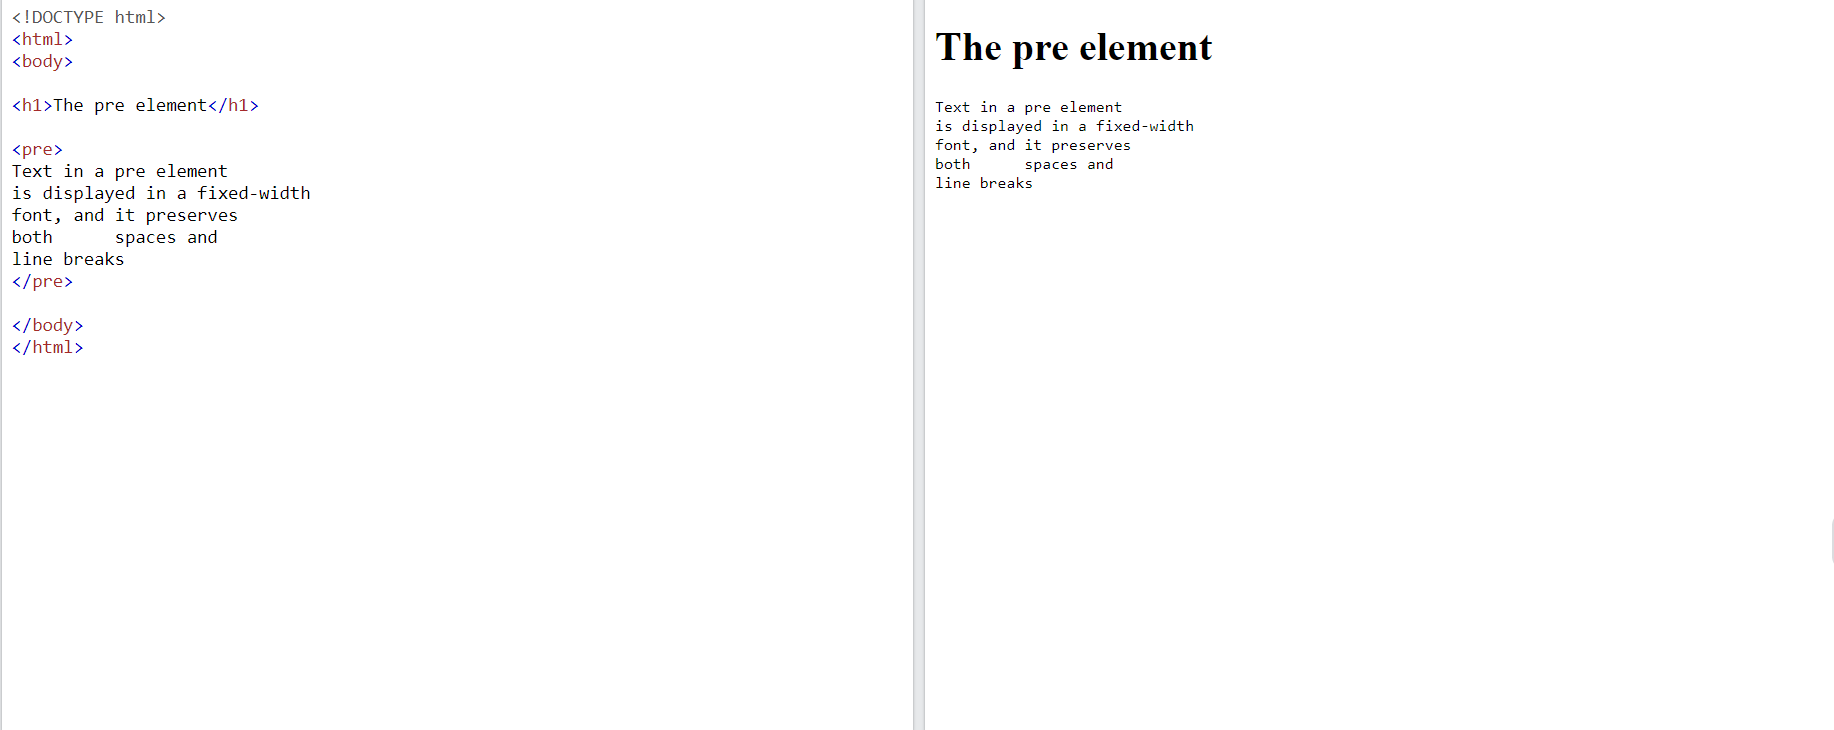 <!DOCTYPE html>
<html>
<body>
<h1>The pre element</h1>
<pre>
Text in a pre element
is displayed in a fixed-width
font, and it preserves
both      spaces and
line breaks
</pre>
</body>
</html>
The pre element
Text in a pre element
is displayed in a fixed-width
font, and it preserves
both      spaces and
line breaks